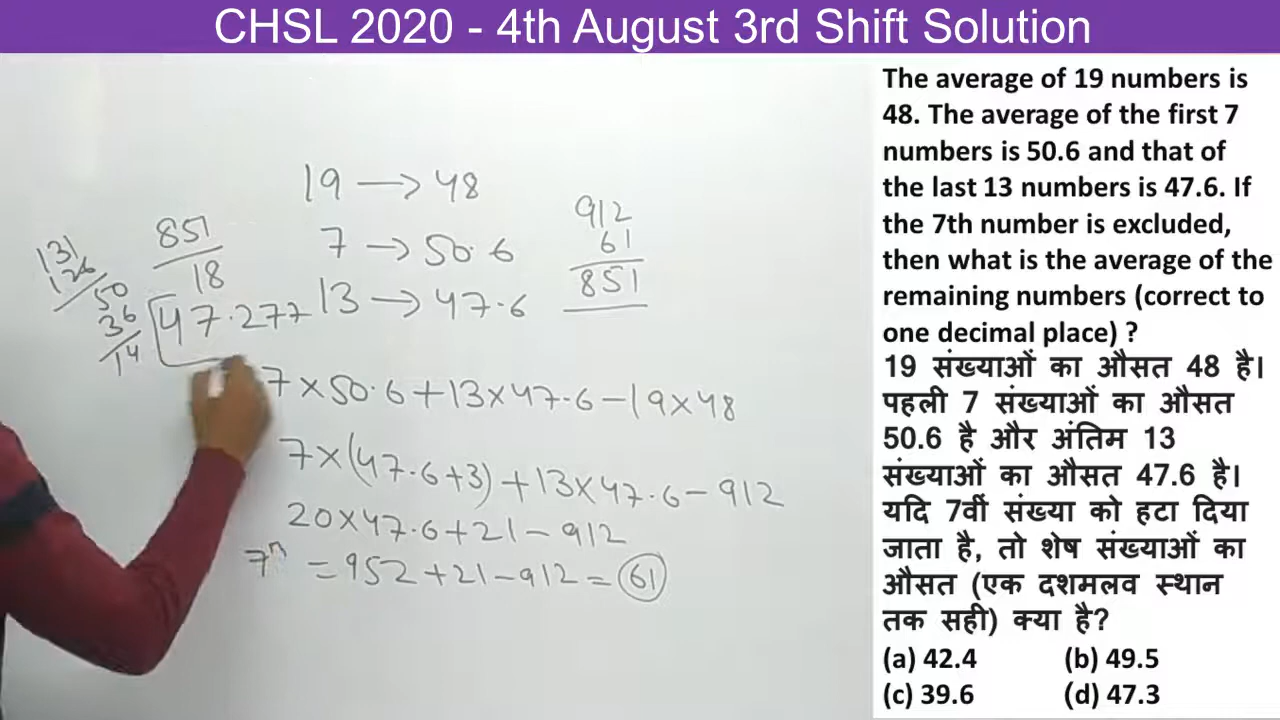 CHSL 2020 - 4th August 3rd Shift Solution
19 → 48
7 → 50.6
13 → 47.6
912
61
851
851
18
47.277
131
126
50
36
14
7×50.6+13×47.6-19×48
7×(47.6+3)+13×47.6-912
20×47.6+21-912
7ⁿ =952+21-912=61
The average of 19 numbers is
48. The average of the first 7
numbers is 50.6 and that of
the last 13 numbers is 47.6. If
the 7th number is excluded,
then what is the average of the
remaining numbers (correct to
one decimal place) ?
19 संख्याओं का औसत 48 है।
पहली 7 संख्याओं का औसत
50.6 है और अंतिम 13
संख्याओं का औसत 47.6 है।
यदि 7वीं संख्या को हटा दिया
जाता है, तो शेष संख्याओं का
औसत (एक दशमलव स्थान
तक सही) क्या है?
(a) 42.4 (b) 49.5
(c) 39.6 (d) 47.3